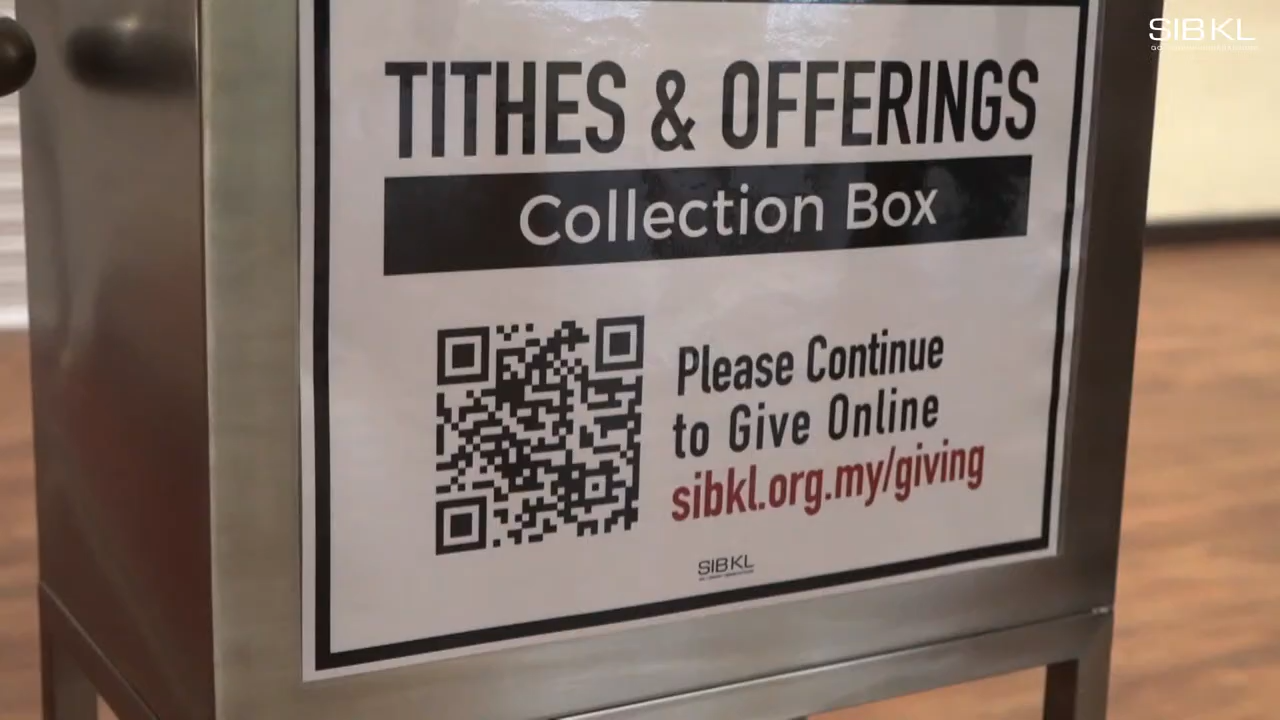 SIBKL
TITHES & OFFERINGS
Collection Box
Please Continue
to Give Online
sibkl.org.my/giving
SIBKL